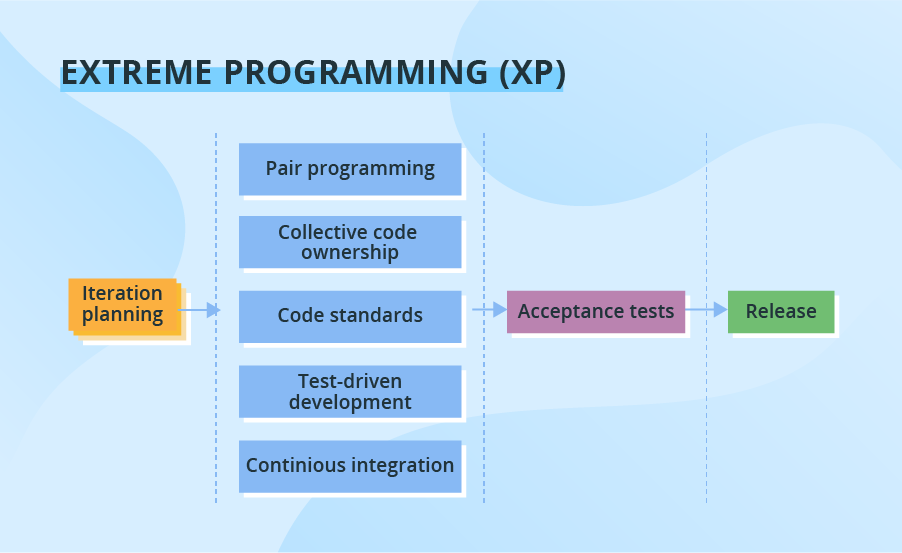 EXTREME PROGRAMMING (XP)
Iteration
planning
Pair programming
Collective code
ownership
Code standards
Test-driven
development
Continious integration
Acceptance tests
Release